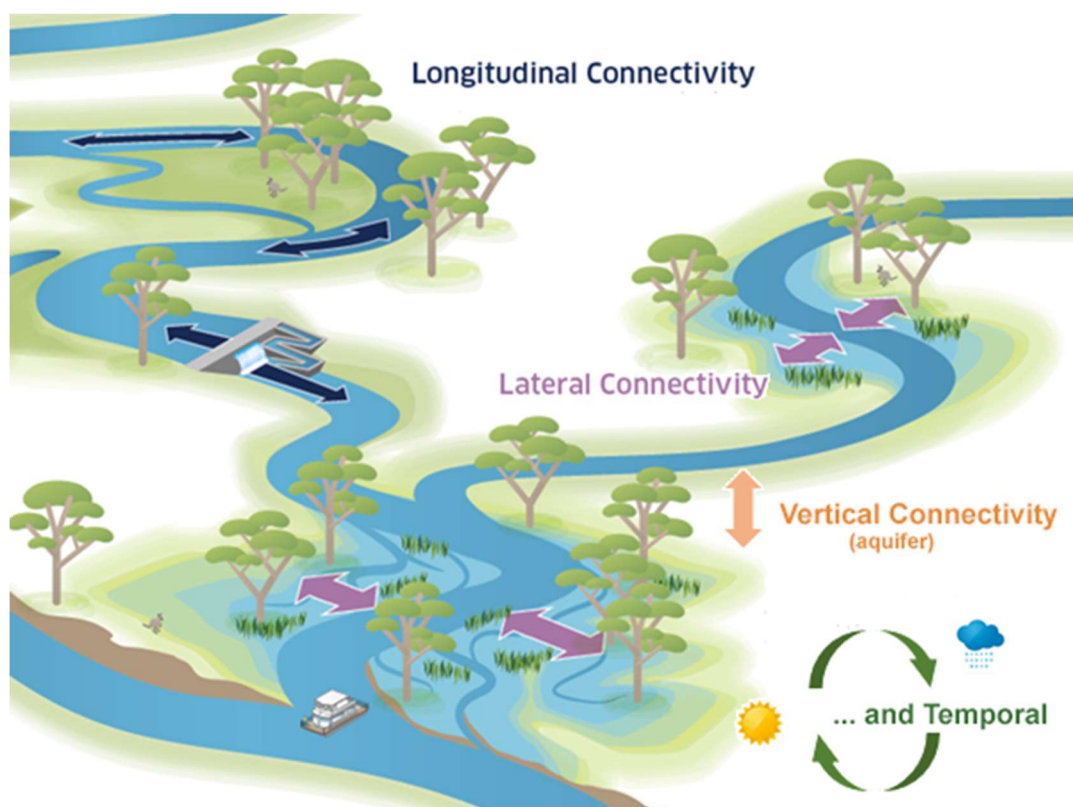 Longitudinal Connectivity
Lateral Connectivity
Vertical Connectivity
(aquifer)
... and Temporal